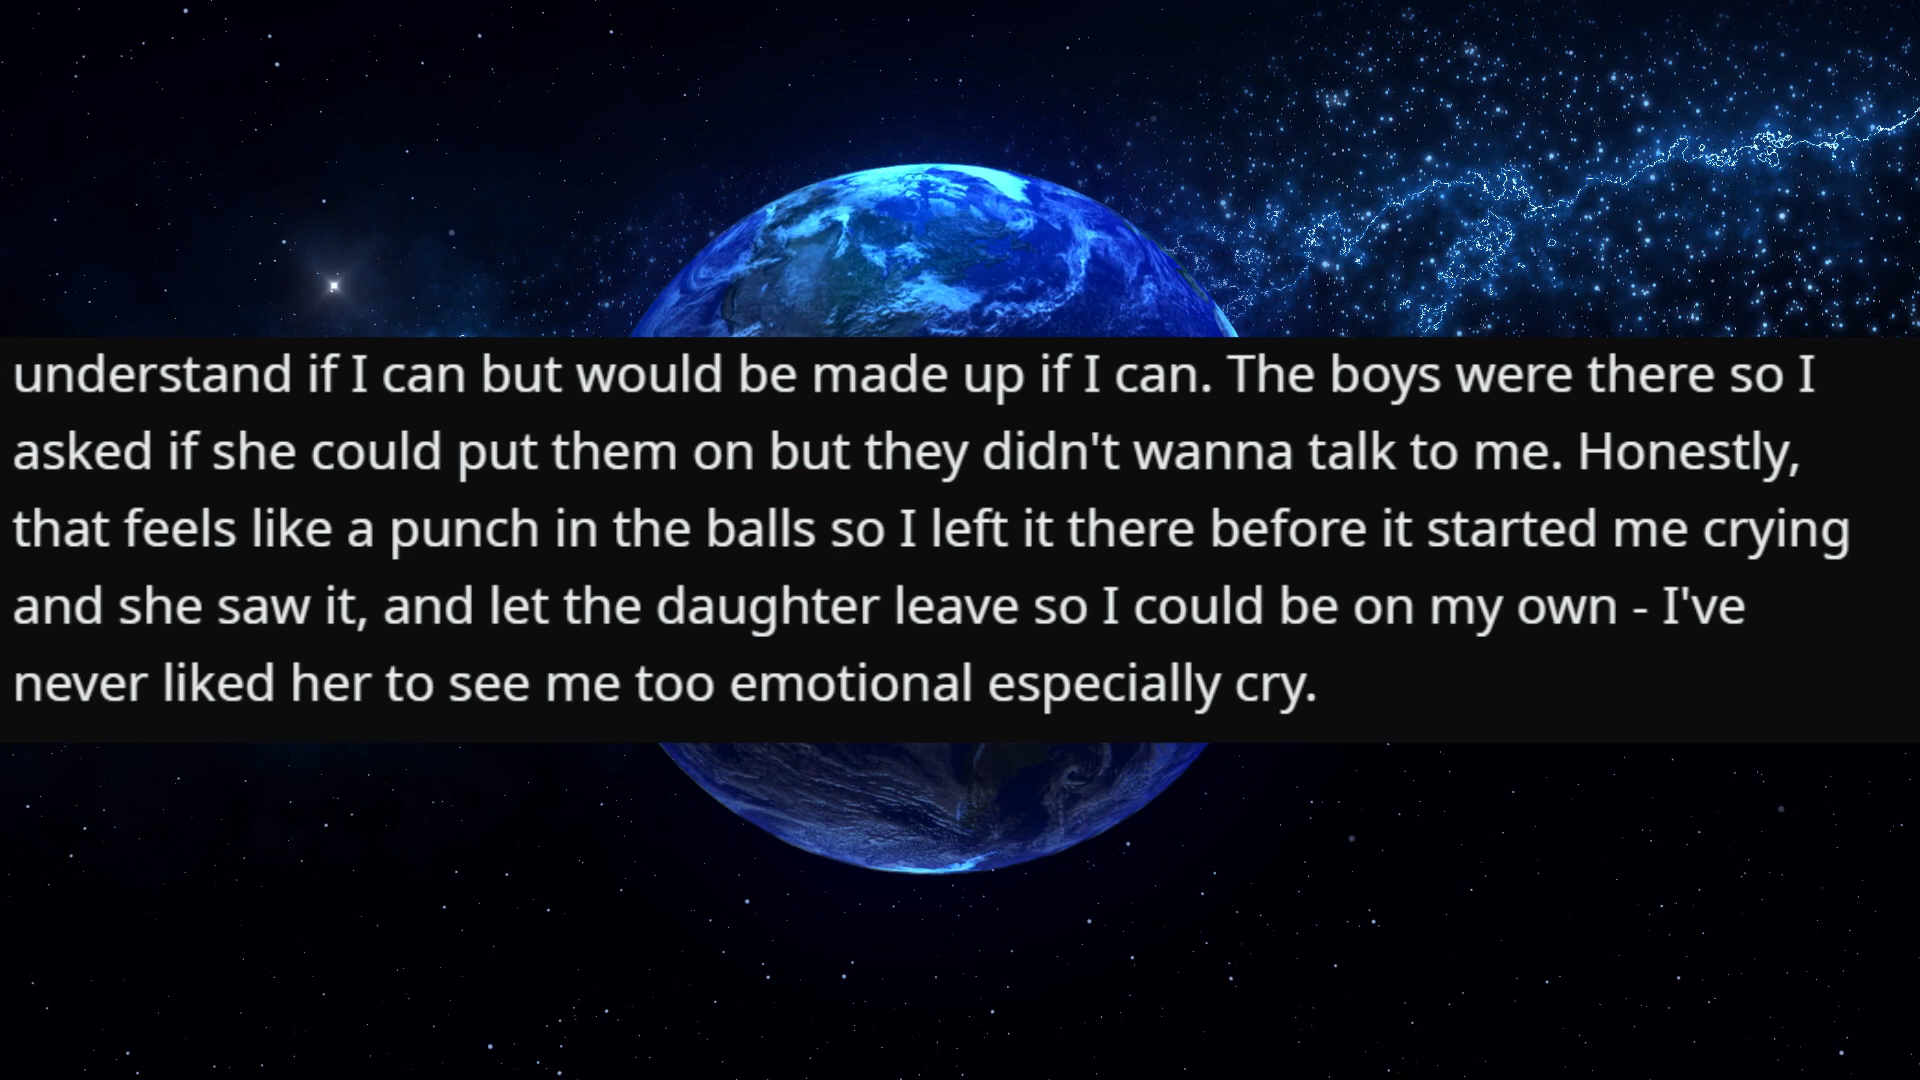 understand if I can but would be made up if I can. The boys were there so I
asked if she could put them on but they didn't wanna talk to me. Honestly,
that feels like a punch in the balls so I left it there before it started me crying
and she saw it, and let the daughter leave so I could be on my own - I've
never liked her to see me too emotional especially cry.